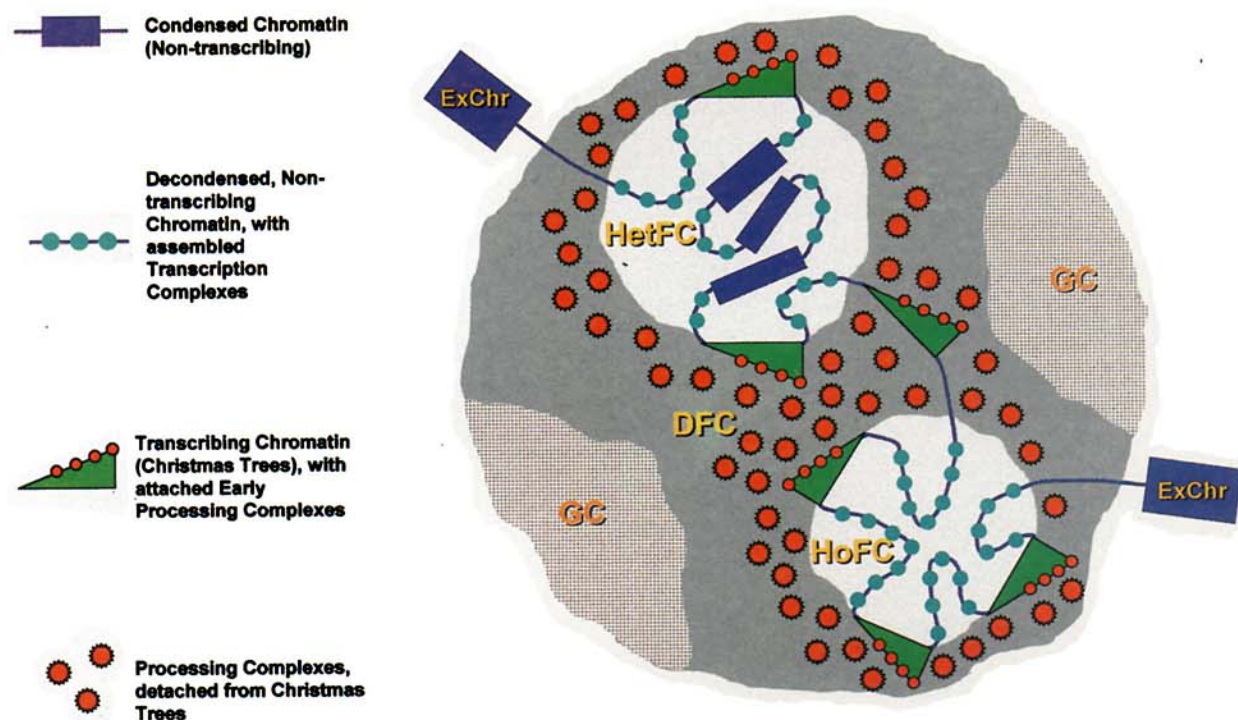 Condensed Chromatin
(Non-transcribing)
Decondensed, Non-
transcribing
Chromatin, with
assembled
Transcription
Complexes
Transcribing Chromatin
(Christmas Trees), with
attached Early
Processing Complexes
Processing Complexes,
detached from Christmas
Trees
ExChr
HetFC
GC
DFC
GC
ExChr
HoFC